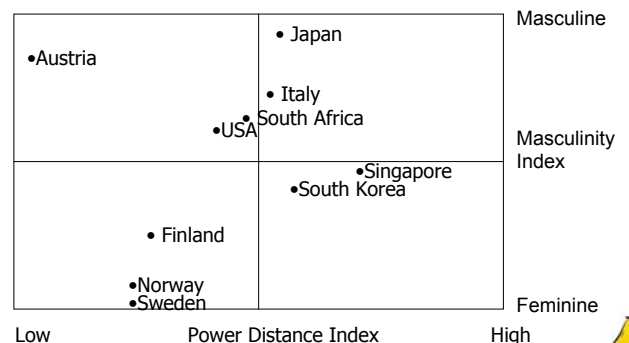 Masculine
• Japan
•Austria
• Italy
• South Africa
•USA
Masculinity
Index
•Singapore
•South Korea
• Finland
•Norway
•Sweden
Feminine
Low Power Distance Index High